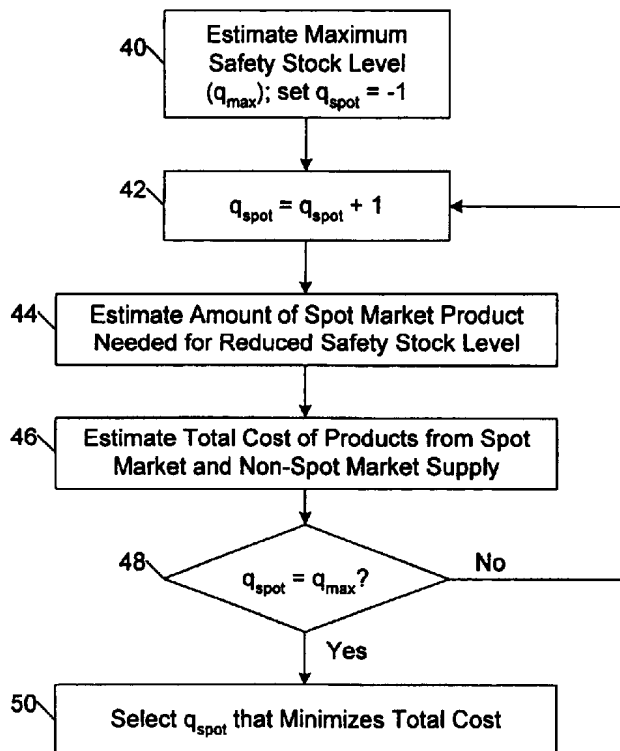 40
Estimate Maximum
Safety Stock Level
(qmax); set qspot = -1
42
qspot = qspot + 1
44
Estimate Amount of Spot Market Product
Needed for Reduced Safety Stock Level
46
Estimate Total Cost of Products from Spot
Market and Non-Spot Market Supply
48
qspot = qmax?
No
Yes
50
Select qspot that Minimizes Total Cost